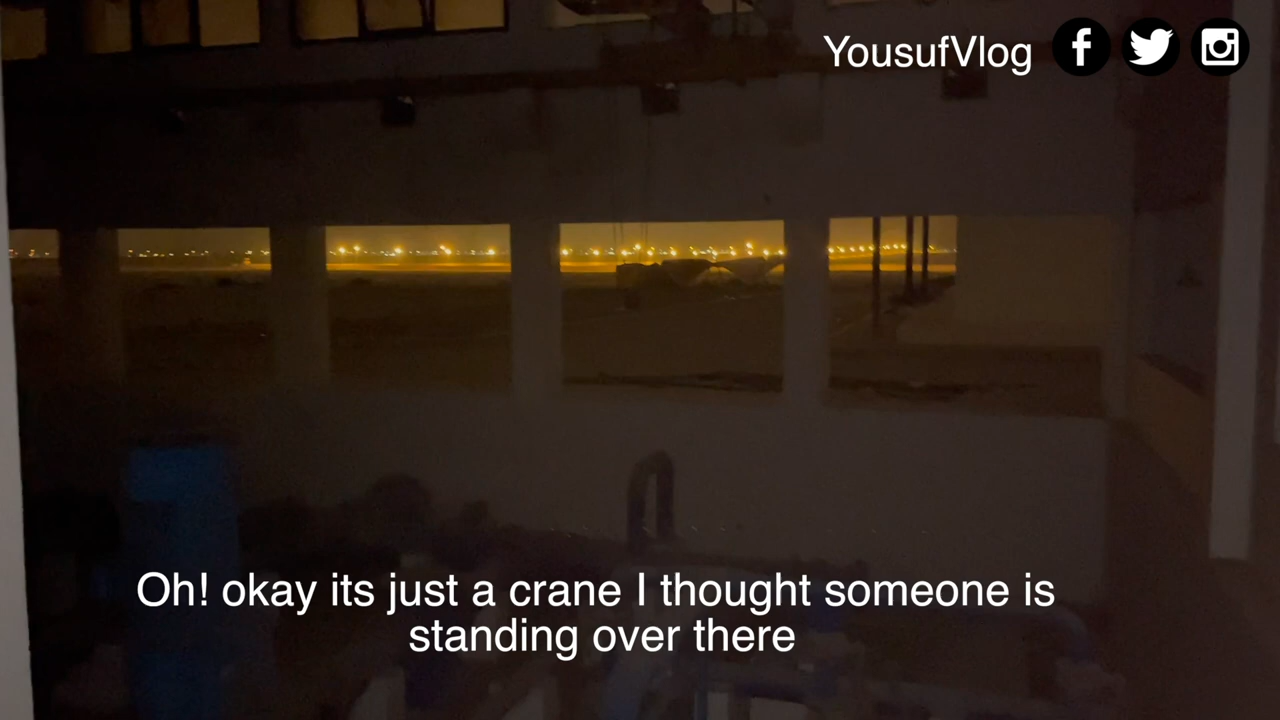 YousufVlog
Oh! okay its just a crane I thought someone is
standing over there